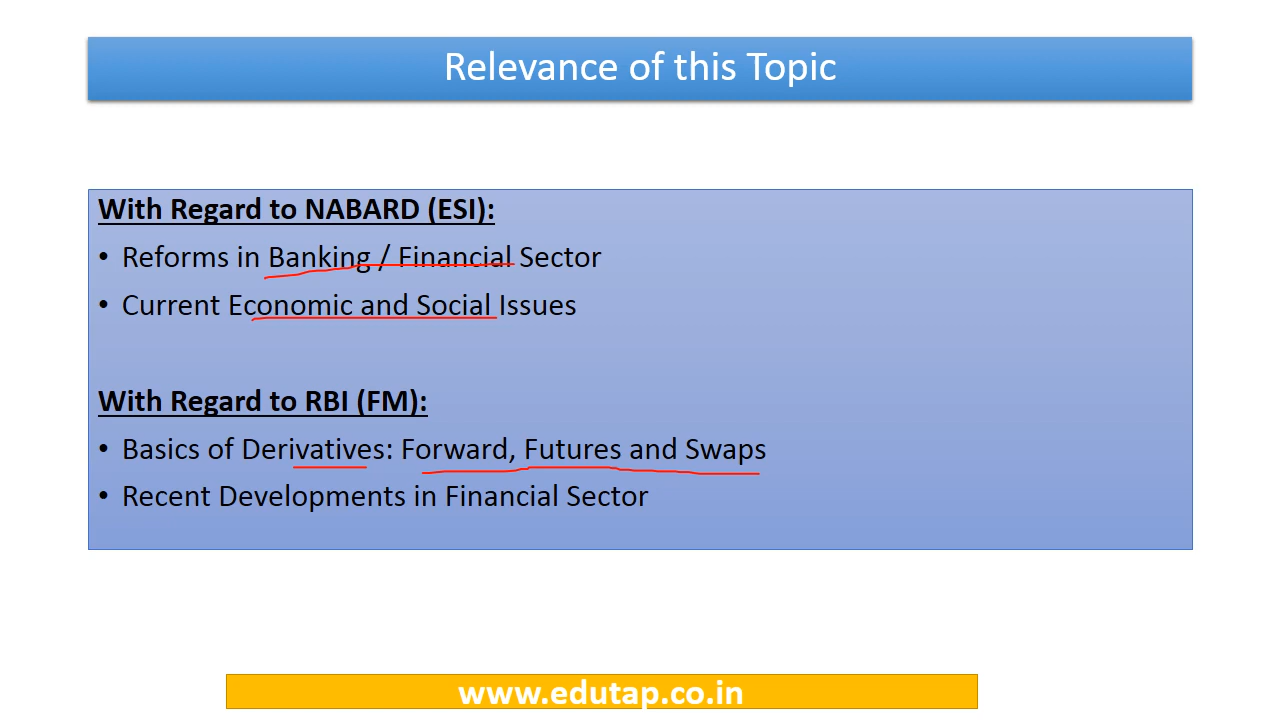 Relevance of this Topic
With Regard to NABARD (ESI):
• Reforms in Banking / Financial Sector
• Current Economic and Social Issues
With Regard to RBI (FM):
• Basics of Derivatives: Forward, Futures and Swaps
• Recent Developments in Financial Sector
www.edutap.co.in